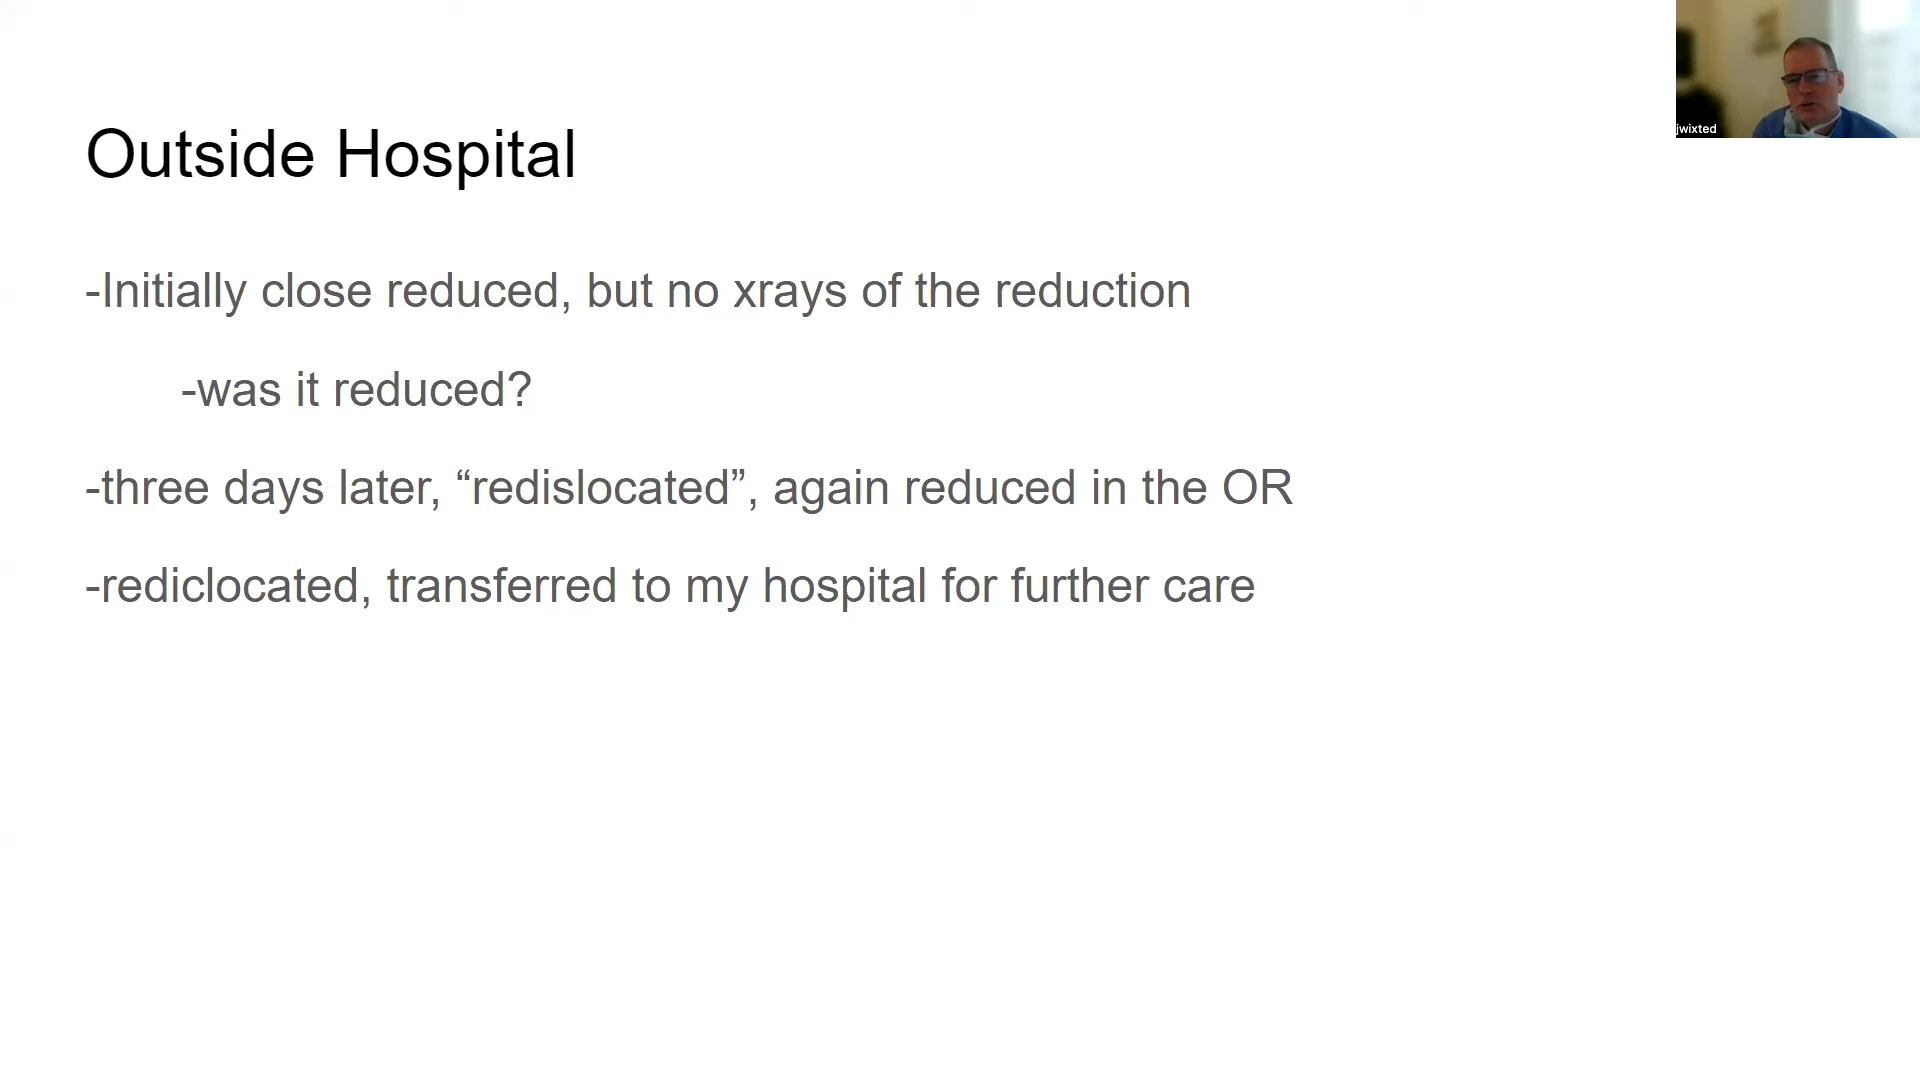 Outside Hospital
jwixted
-Initially close reduced, but no xrays of the reduction
-was it reduced?
-three days later, “redislocated”, again reduced in the OR
-rediclocated, transferred to my hospital for further care